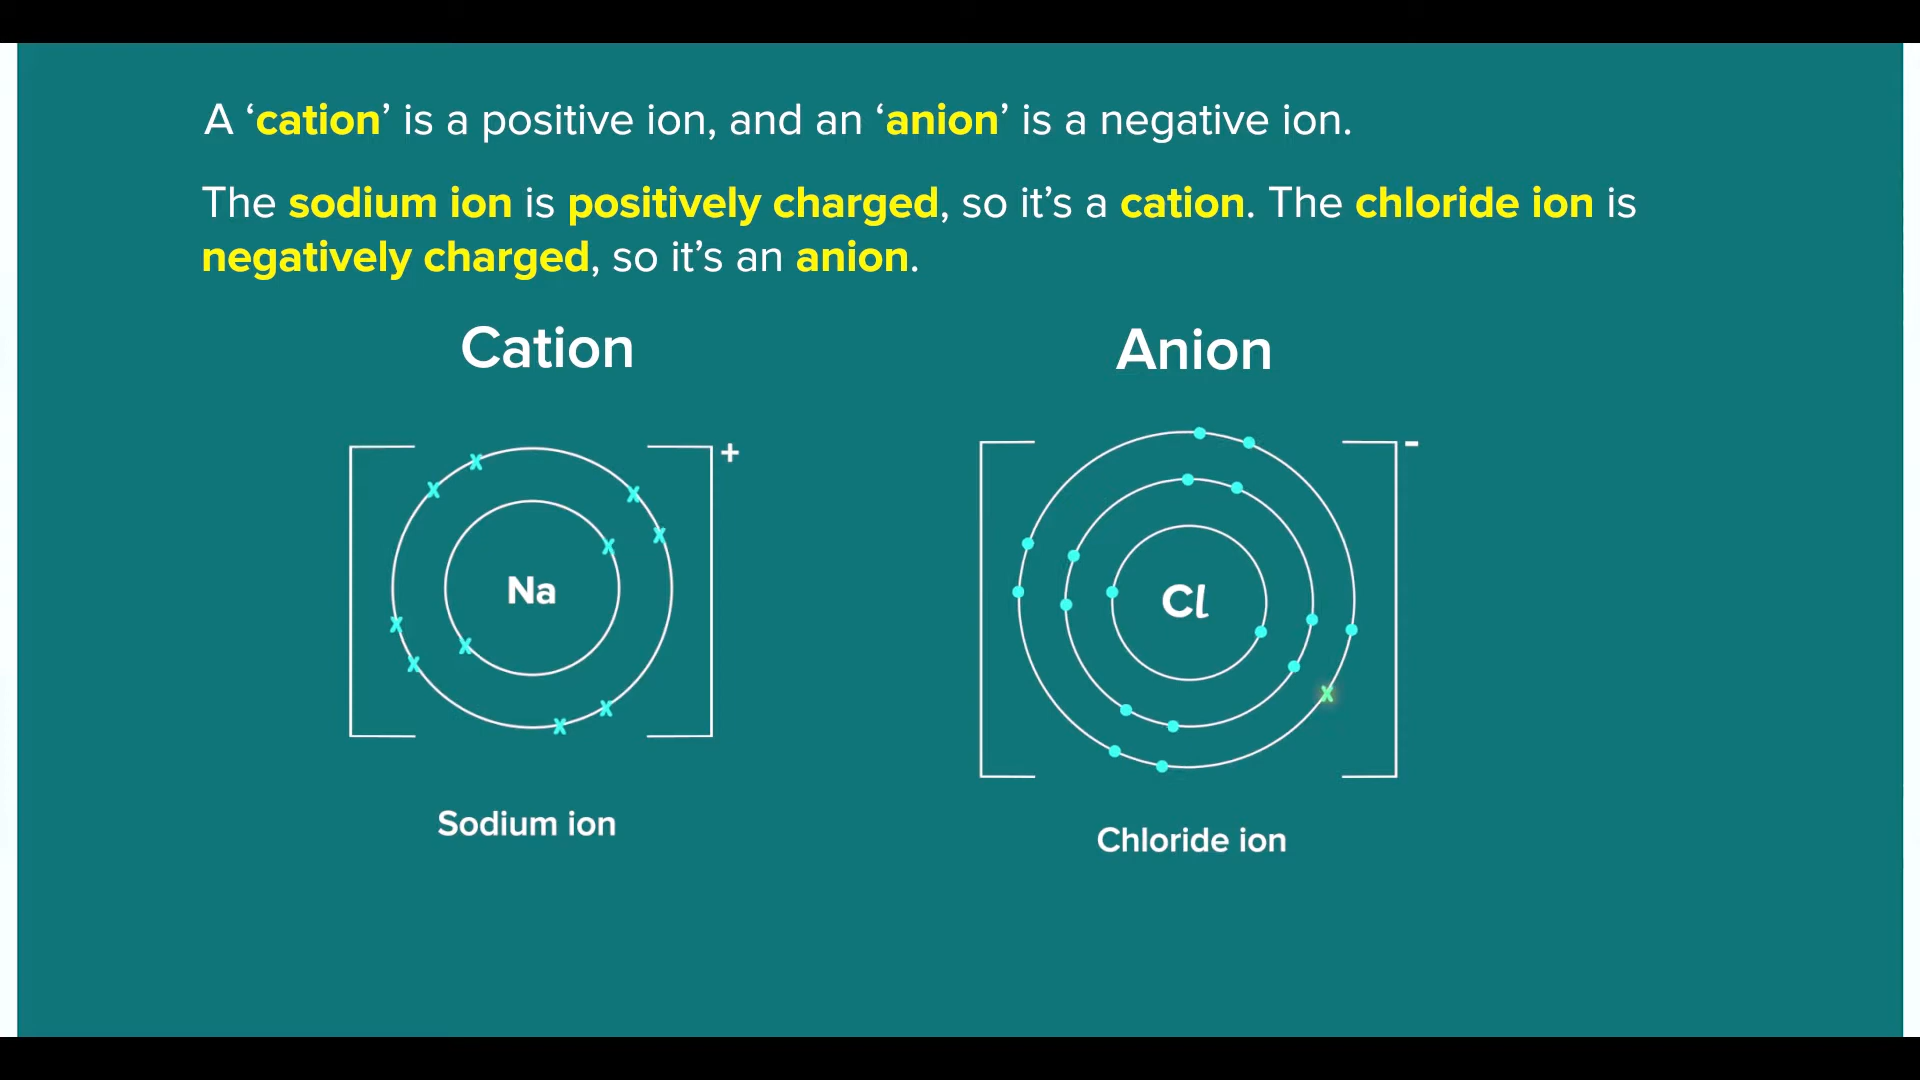 A ‘cation’ is a positive ion, and an ‘anion’ is a negative ion.
The sodium ion is positively charged, so it’s a cation. The chloride ion is
negatively charged, so it’s an anion.
Cation
Anion
+
-
Na
Cl
Sodium ion
Chloride ion